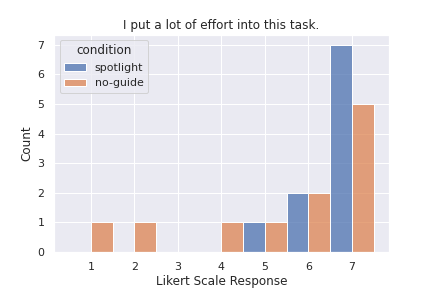 I put a lot of effort into this task.
condition
spotlight
no-guide
Count
7
6
5
4
3
2
1
0
1 2 3 4 5 6 7
Likert Scale Response